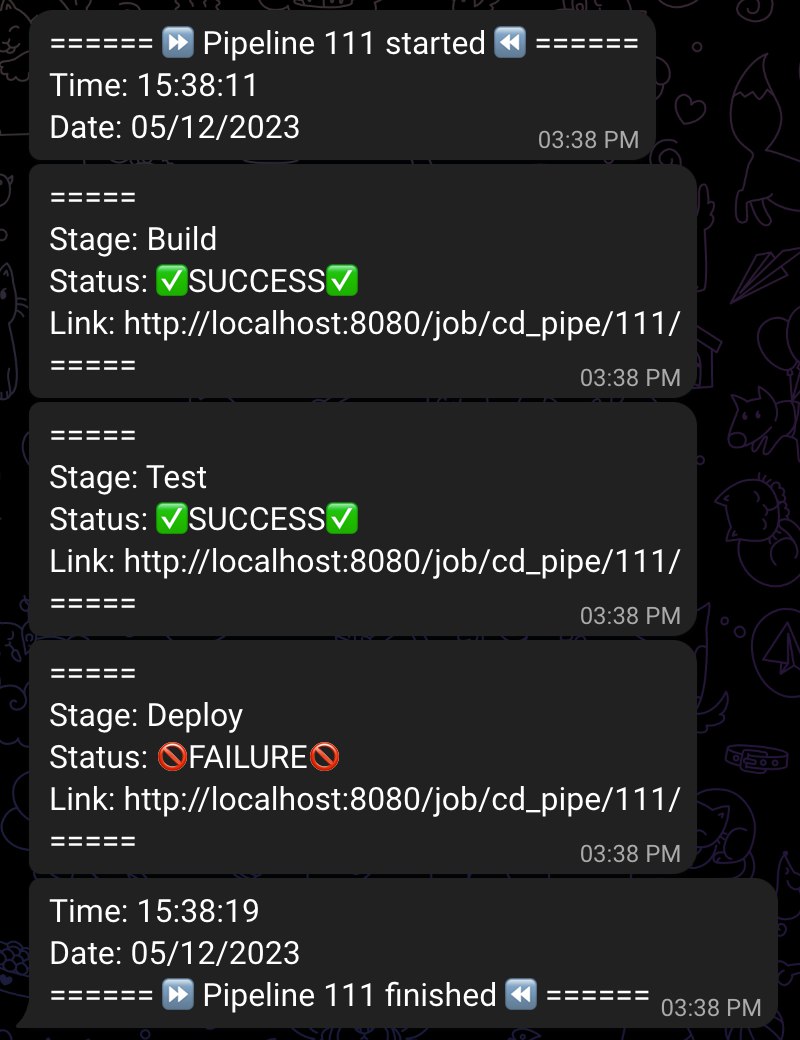 ====== ⏩ Pipeline 111 started ⏪ ======
Time: 15:38:11
Date: 05/12/2023
03:38 PM
=====
Stage: Build
Status: ✅SUCCESS✅
Link: http://localhost:8080/job/cd_pipe/111/
=====
03:38 PM
=====
Stage: Test
Status: ✅SUCCESS✅
Link: http://localhost:8080/job/cd_pipe/111/
=====
03:38 PM
=====
Stage: Deploy
Status: 🚫FAILURE🚫
Link: http://localhost:8080/job/cd_pipe/111/
=====
03:38 PM
Time: 15:38:19
Date: 05/12/2023
====== ⏩ Pipeline 111 finished ⏪ ======
03:38 PM